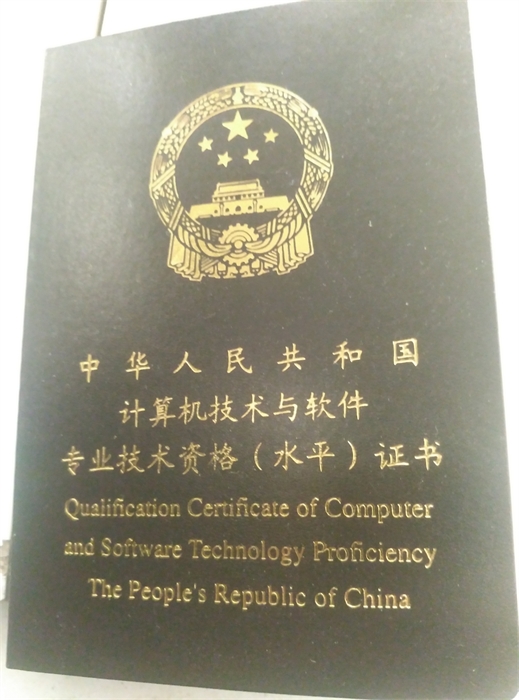 中华人民共和国
计算机技术与软件
专业技术资格（水平）证书
Qualification Certificate of Computer
and Software Technology Proficiency
The People's Republic of China